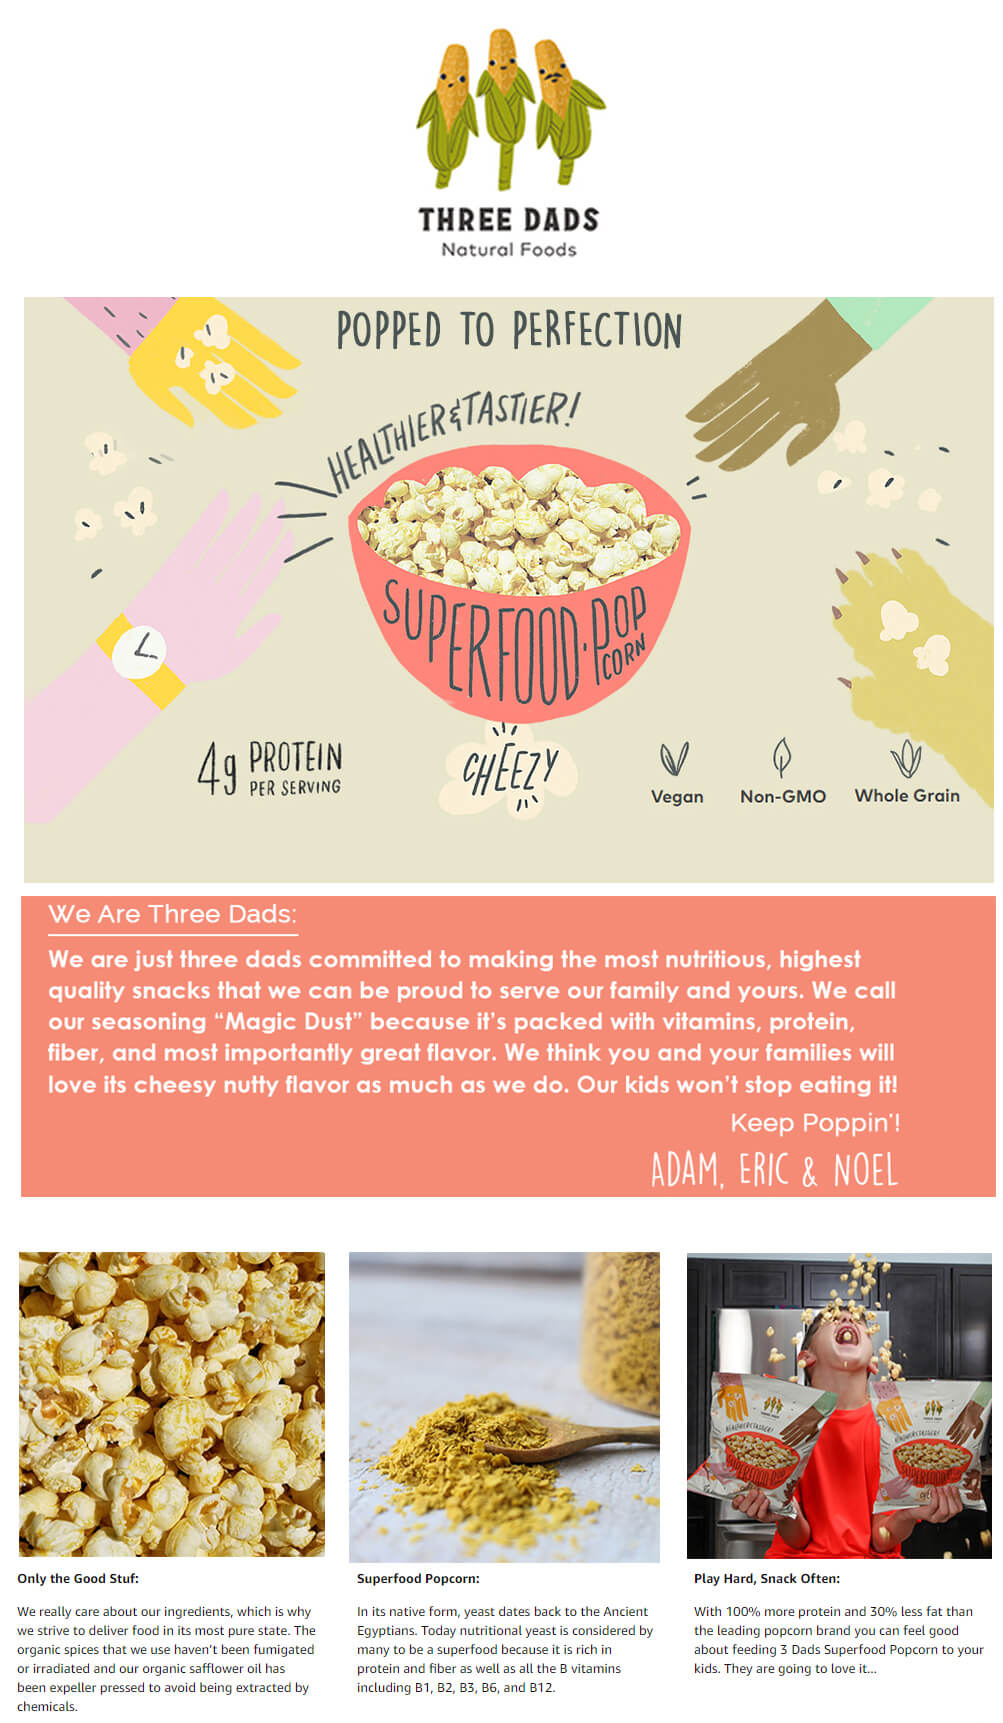 THREE DADS
Natural Foods
POPPED TO PERFECTION
HEALTHIER & TASTIER!
SUPERFOOD·POP
CORN
4g PROTEIN
PER SERVING
CHEEZY
Vegan Non-GMO Whole Grain
We Are Three Dads:
We are just three dads committed to making the most nutritious, highest
quality snacks that we can be proud to serve our family and yours. We call
our seasoning “Magic Dust” because it’s packed with vitamins, protein,
fiber, and most importantly great flavor. We think you and your families will
love its cheesy nutty flavor as much as we do. Our kids won’t stop eating it!
Keep Poppin’!
ADAM, ERIC & NOEL
HEALTHIER & TASTIER!
THREE DADS
HEALTHIER & TASTIER!
Only the Good Stuf:
We really care about our ingredients, which is why
we strive to deliver food in its most pure state. The
organic spices that we use haven't been fumigated
or irradiated and our organic safflower oil has
been expeller pressed to avoid being extracted by
chemicals.
Superfood Popcorn:
In its native form, yeast dates back to the Ancient
Egyptians. Today nutritional yeast is considered by
many to be a superfood because it is rich in
protein and fiber as well as all the B vitamins
including B1, B2, B3, B6, and B12.
Play Hard, Snack Often:
With 100% more protein and 30% less fat than
the leading popcorn brand you can feel good
about feeding 3 Dads Superfood Popcorn to your
kids. They are going to love it...